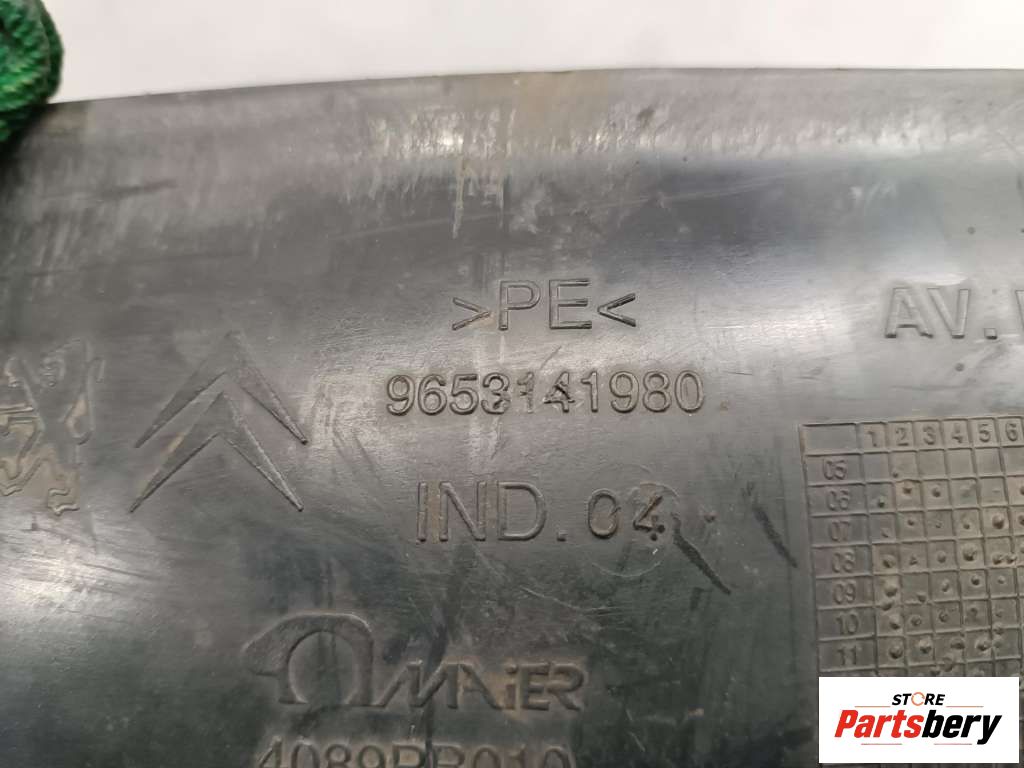 >PE<
AV.
9653141980
IND.04
1 2 3 4 5 6
05
06
07
08
09
10
11
MAIER
STORE
Partsbery